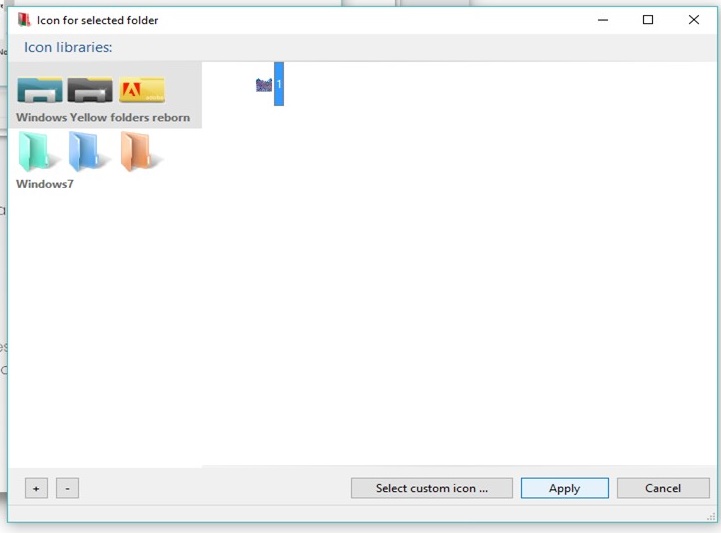 Icon for selected folder
Icon libraries:
Windows Yellow folders reborn
Windows7
1
+
-
Select custom icon ...
Apply
Cancel